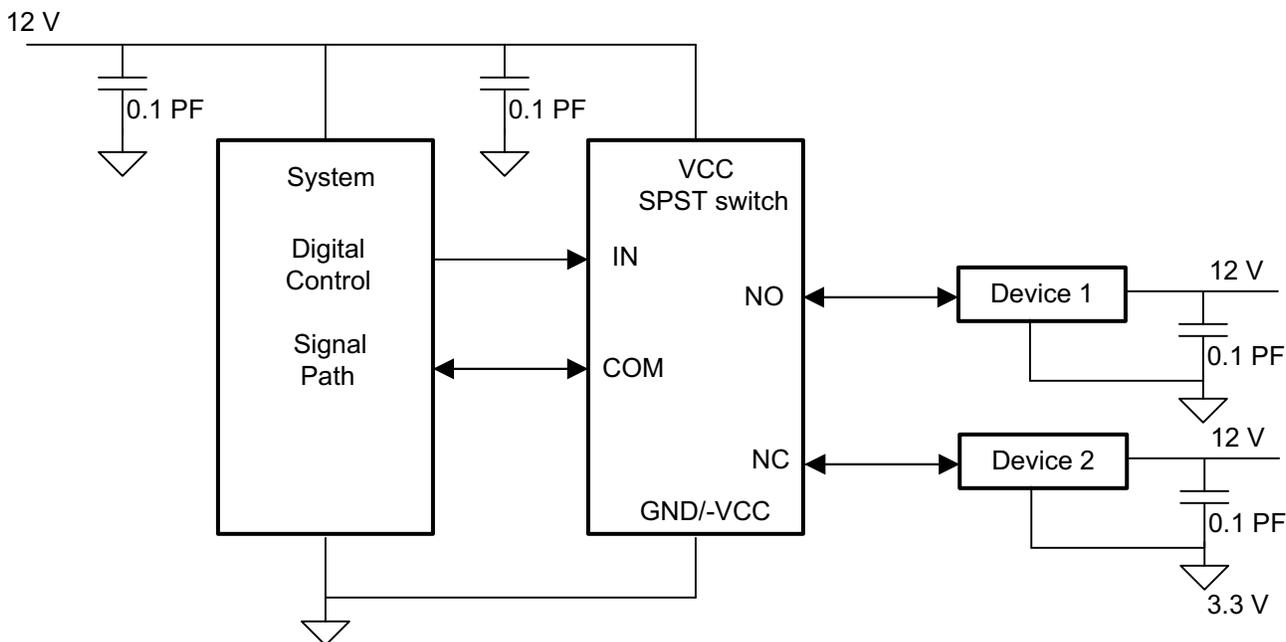 12 V
0.1 PF
0.1 PF
System
Digital
Control
Signal
Path
VCC
SPST switch
IN
NO
COM
NC
GND/-VCC
Device 1
12 V
0.1 PF
Device 2
12 V
0.1 PF
3.3 V